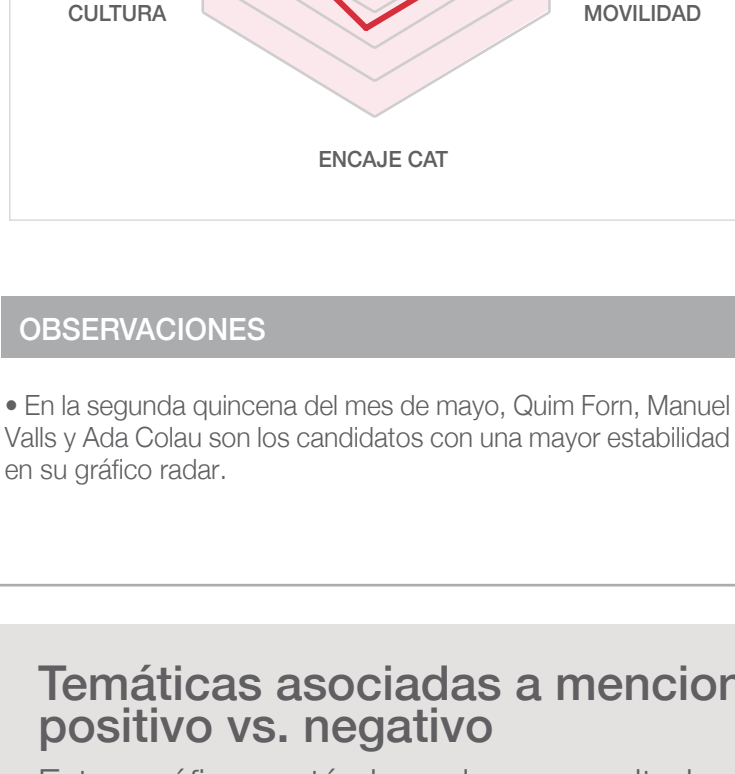 CULTURA MOVILIDAD
ENCAJE CAT
OBSERVACIONES
• En la segunda quincena del mes de mayo, Quim Forn, Manuel
Valls y Ada Colau son los candidatos con una mayor estabilidad
en su gráfico radar.
Temáticas asociadas a mencion
positivo vs. negativo